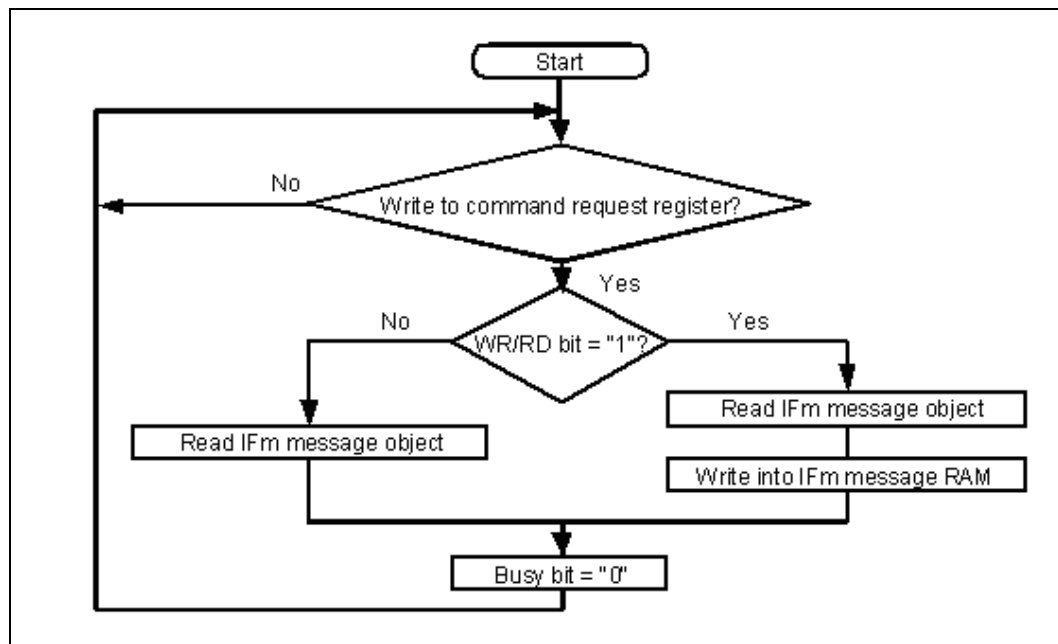 Start
No
Write to command request register?
Yes
No
WR/RD bit = "1"?
Yes
Read IFm message object
Read IFm message object
Write into IFm message RAM
Busy bit = "0"